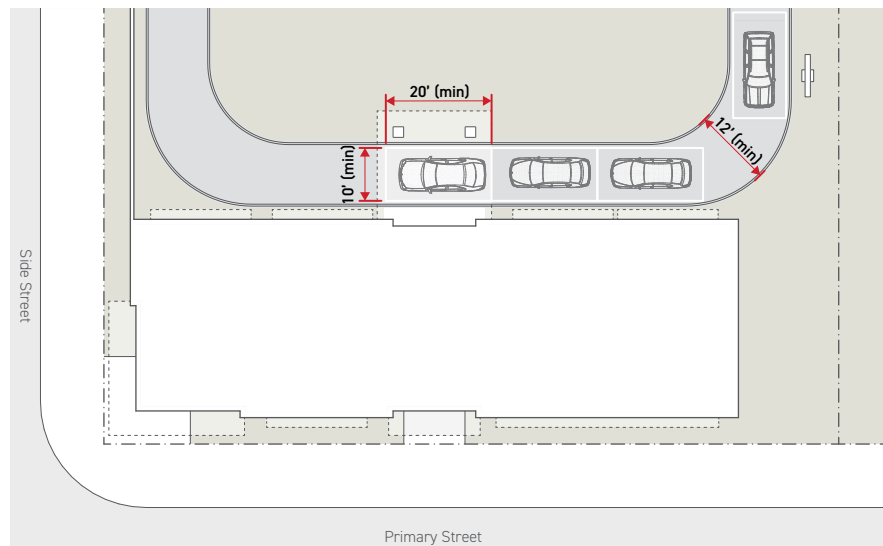 20’ (min)
12’ (min)
10’ (min)
Side Street
Primary Street